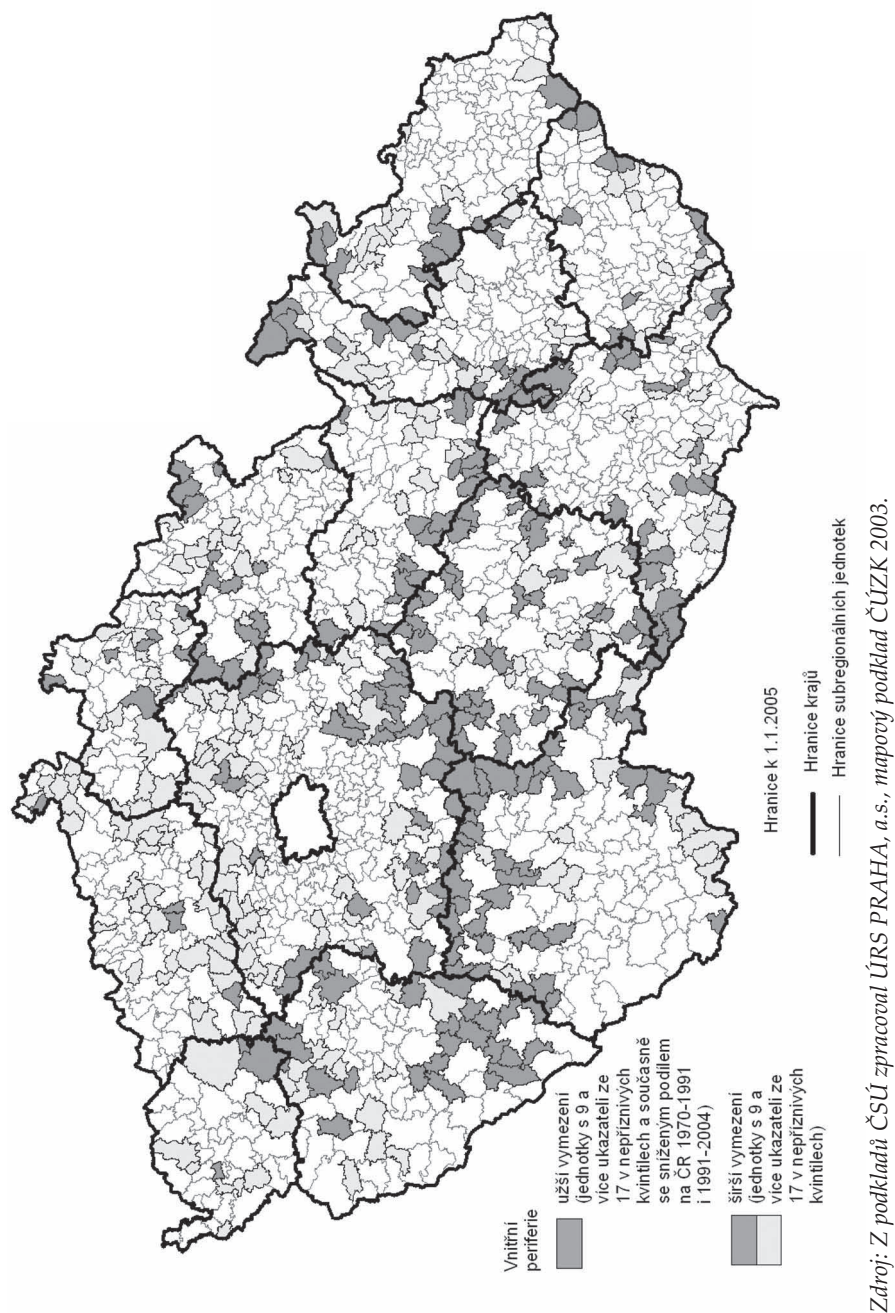 Vnitřní
periferie
užší vymezení
(jednotky s 9 a
více ukazateli ze
17 v nepříznivých
kvintilech a současně
se sníženým podílem
na ČR 1970-1991
i 1991-2004)
širší vymezení
(jednotky s 9 a
více ukazateli ze
17 v nepříznivých
kvintilech)
Hranice k 1.1.2005
Hranice krajů
Hranice subregionálních jednotek
Zdroj: Z podkladů ČSÚ zpracoval ÚRS PRAHA, a.s., mapový podklad ČÚZK 2003.